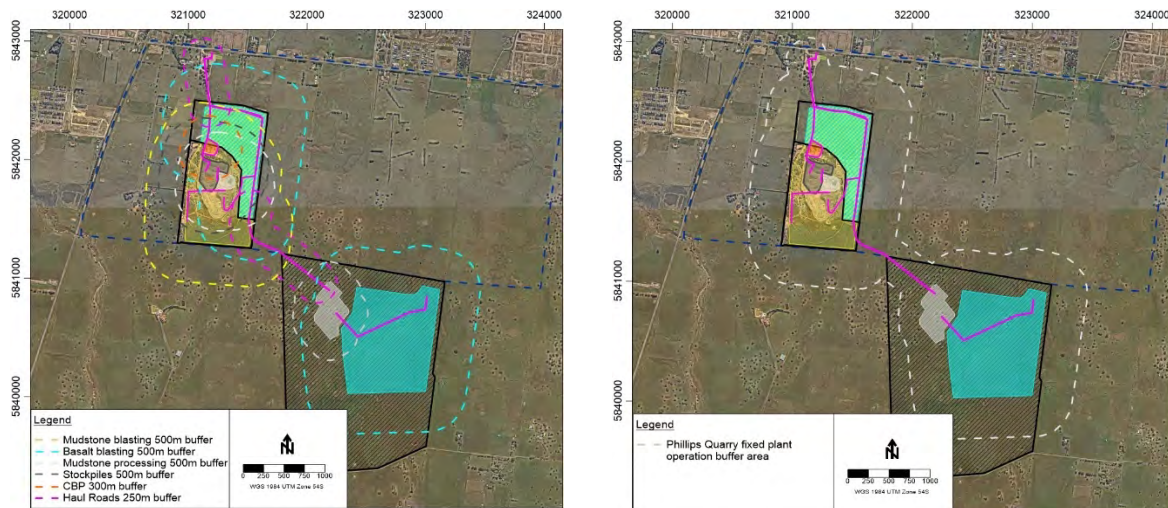 320000 321000 322000 323000 324000
5843000
5842000
5841000
5840000
Legend
Mudstone blasting 500m buffer
Basalt blasting 500m buffer
Mudstone processing 500m buffer
Stockpiles 500m buffer
CBP 300m buffer
Haul Roads 250m buffer
N
0 250 500 750 1000
WGS 1984 UTM Zone 54S
320000 321000 322000 323000 324000
5843000
5842000
5841000
5840000
Legend
Phillips Quarry fixed plant
operation buffer area
N
0 250 500 750 1000
WGS 1984 UTM Zone 54S